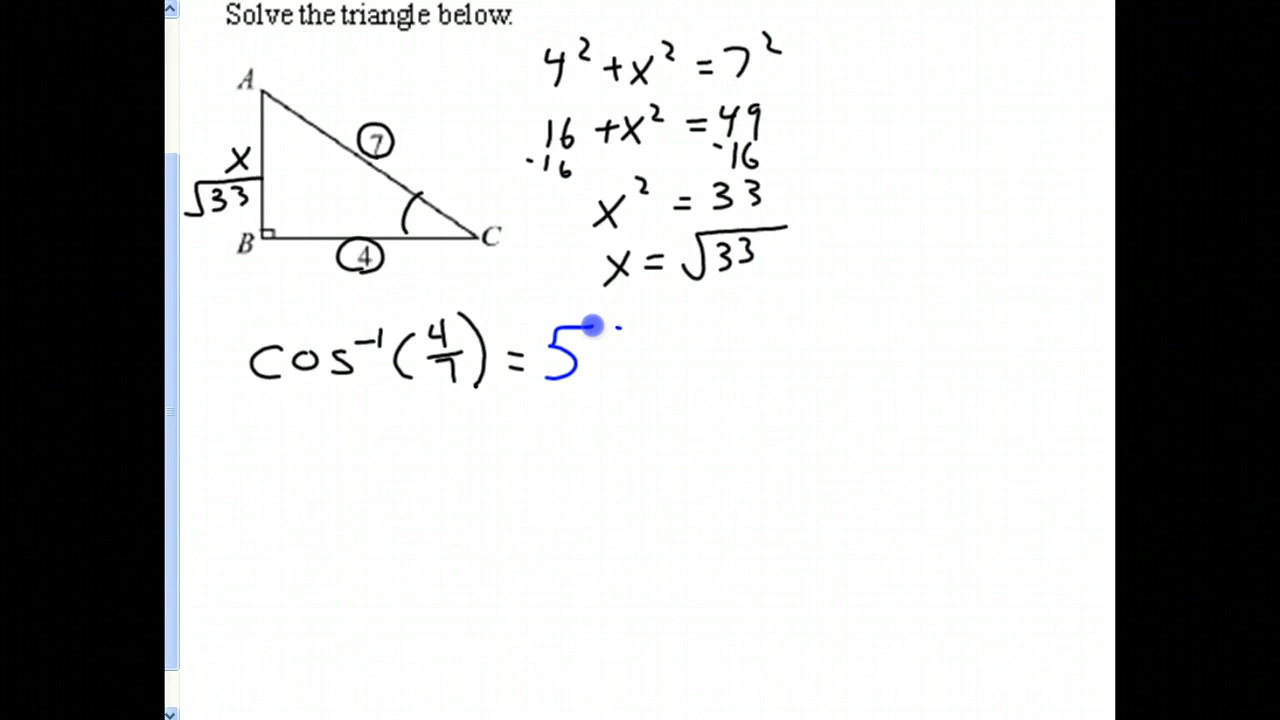 Solve the triangle below.
4² + x² = 7²
16 + x² = 49
-16 -16
x² = 33
x = √33
A
7
x
√33
B
4
C
cos⁻¹(4/7) = 5